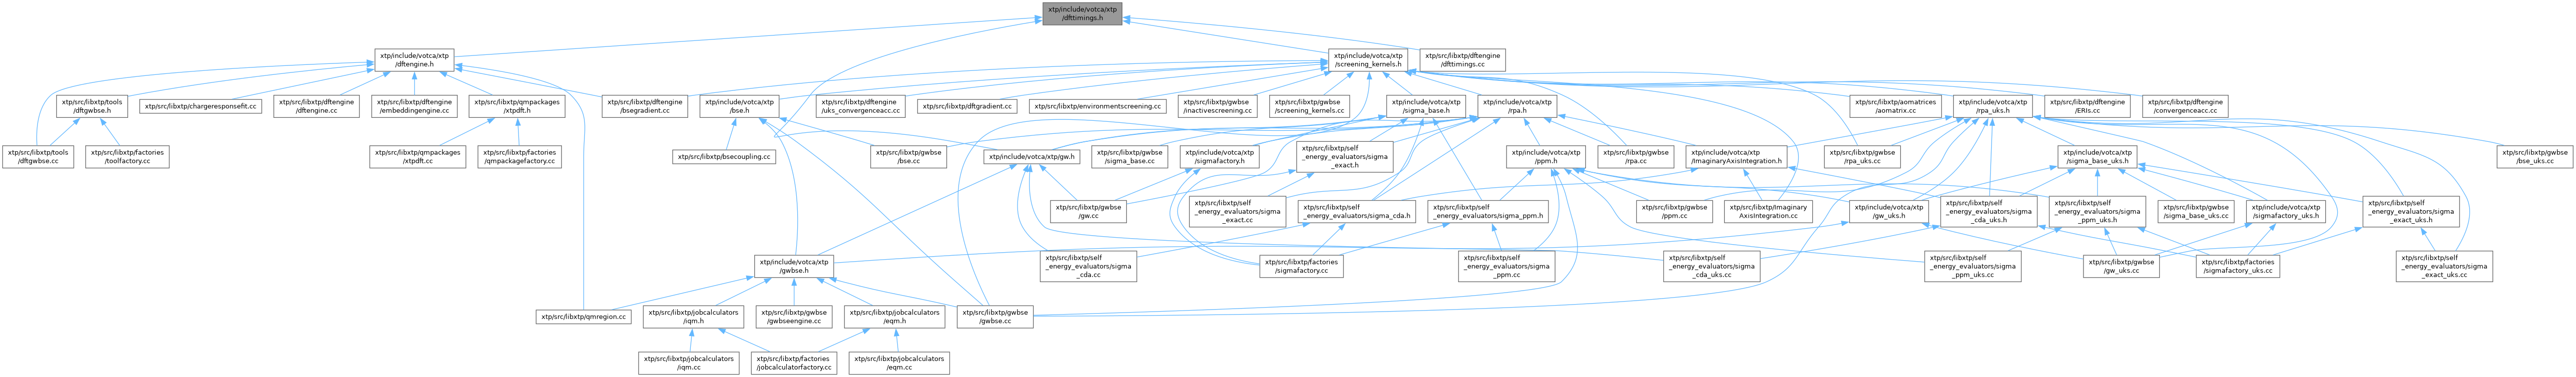 xtp/include/votca/xtp
/dfttimings.h
xtp/include/votca/xtp
/dftengine.h
xtp/include/votca/xtp
/screening_kernels.h
xtp/src/libxtp/dftengine
/dfttimings.cc
xtp/src/libxtp/tools
/dftgwbse.h
xtp/src/libxtp/chargeresponsefit.cc
xtp/src/libxtp/dftengine
/dftengine.cc
xtp/src/libxtp/dftengine
/embeddingengine.cc
xtp/src/libxtp/qmpackages
/xtpdft.h
xtp/src/libxtp/dftengine
/bsegradient.cc
xtp/include/votca/xtp
/bse.h
xtp/src/libxtp/dftengine
/uks_convergenceacc.cc
xtp/src/libxtp/dftgradient.cc
xtp/src/libxtp/environmentscreening.cc
xtp/src/libxtp/gwbse
/inactivescreening.cc
xtp/src/libxtp/gwbse
/screening_kernels.cc
xtp/include/votca/xtp
/sigma_base.h
xtp/include/votca/xtp
/rpa.h
xtp/src/libxtp/aomatrices
/aomatrix.cc
xtp/include/votca/xtp
/rpa_uks.h
xtp/src/libxtp/dftengine
/ERIs.cc
xtp/src/libxtp/dftengine
/convergenceacc.cc
xtp/src/libxtp/tools
/dftgwbse.cc
xtp/src/libxtp/factories
/toolfactory.cc
xtp/src/libxtp/qmpackages
/xtpdft.cc
xtp/src/libxtp/factories
/qmpackagefactory.cc
xtp/src/libxtp/bsecoupling.cc
xtp/src/libxtp/gwbse
/bse.cc
xtp/include/votca/xtp/gw.h
xtp/src/libxtp/gwbse
/sigma_base.cc
xtp/include/votca/xtp
/sigmafactory.h
xtp/src/libxtp/self
_energy_evaluators/sigma
_exact.h
xtp/include/votca/xtp
/ppm.h
xtp/src/libxtp/gwbse
/rpa.cc
xtp/include/votca/xtp
/ImaginaryAxisIntegration.h
xtp/src/libxtp/gwbse
/rpa_uks.cc
xtp/include/votca/xtp
/sigma_base_uks.h
xtp/src/libxtp/gwbse
/bse_uks.cc
xtp/src/libxtp/gwbse
/gw.cc
xtp/src/libxtp/self
_energy_evaluators/sigma
_exact.cc
xtp/src/libxtp/self
_energy_evaluators/sigma_cda.h
xtp/src/libxtp/self
_energy_evaluators/sigma_ppm.h
xtp/src/libxtp/gwbse
/ppm.cc
xtp/src/libxtp/Imaginary
AxisIntegration.cc
xtp/include/votca/xtp
/gw_uks.h
xtp/src/libxtp/self
_energy_evaluators/sigma
_cda_uks.h
xtp/src/libxtp/self
_energy_evaluators/sigma
_ppm_uks.h
xtp/src/libxtp/gwbse
/sigma_base_uks.cc
xtp/include/votca/xtp
/sigmafactory_uks.h
xtp/src/libxtp/self
_energy_evaluators/sigma
_exact_uks.h
xtp/include/votca/xtp
/gwbse.h
xtp/src/libxtp/self
_energy_evaluators/sigma
_cda.cc
xtp/src/libxtp/factories
/sigmafactory.cc
xtp/src/libxtp/self
_energy_evaluators/sigma
_ppm.cc
xtp/src/libxtp/self
_energy_evaluators/sigma
_cda_uks.cc
xtp/src/libxtp/self
_energy_evaluators/sigma
_ppm_uks.cc
xtp/src/libxtp/gwbse
/gw_uks.cc
xtp/src/libxtp/factories
/sigmafactory_uks.cc
xtp/src/libxtp/self
_energy_evaluators/sigma
_exact_uks.cc
xtp/src/libxtp/qmregion.cc
xtp/src/libxtp/jobcalculators
/iqm.h
xtp/src/libxtp/gwbse
/gwbseengine.cc
xtp/src/libxtp/jobcalculators
/eqm.h
xtp/src/libxtp/gwbse
/gwbse.cc
xtp/src/libxtp/jobcalculators
/iqm.cc
xtp/src/libxtp/factories
/jobcalculatorfactory.cc
xtp/src/libxtp/jobcalculators
/eqm.cc